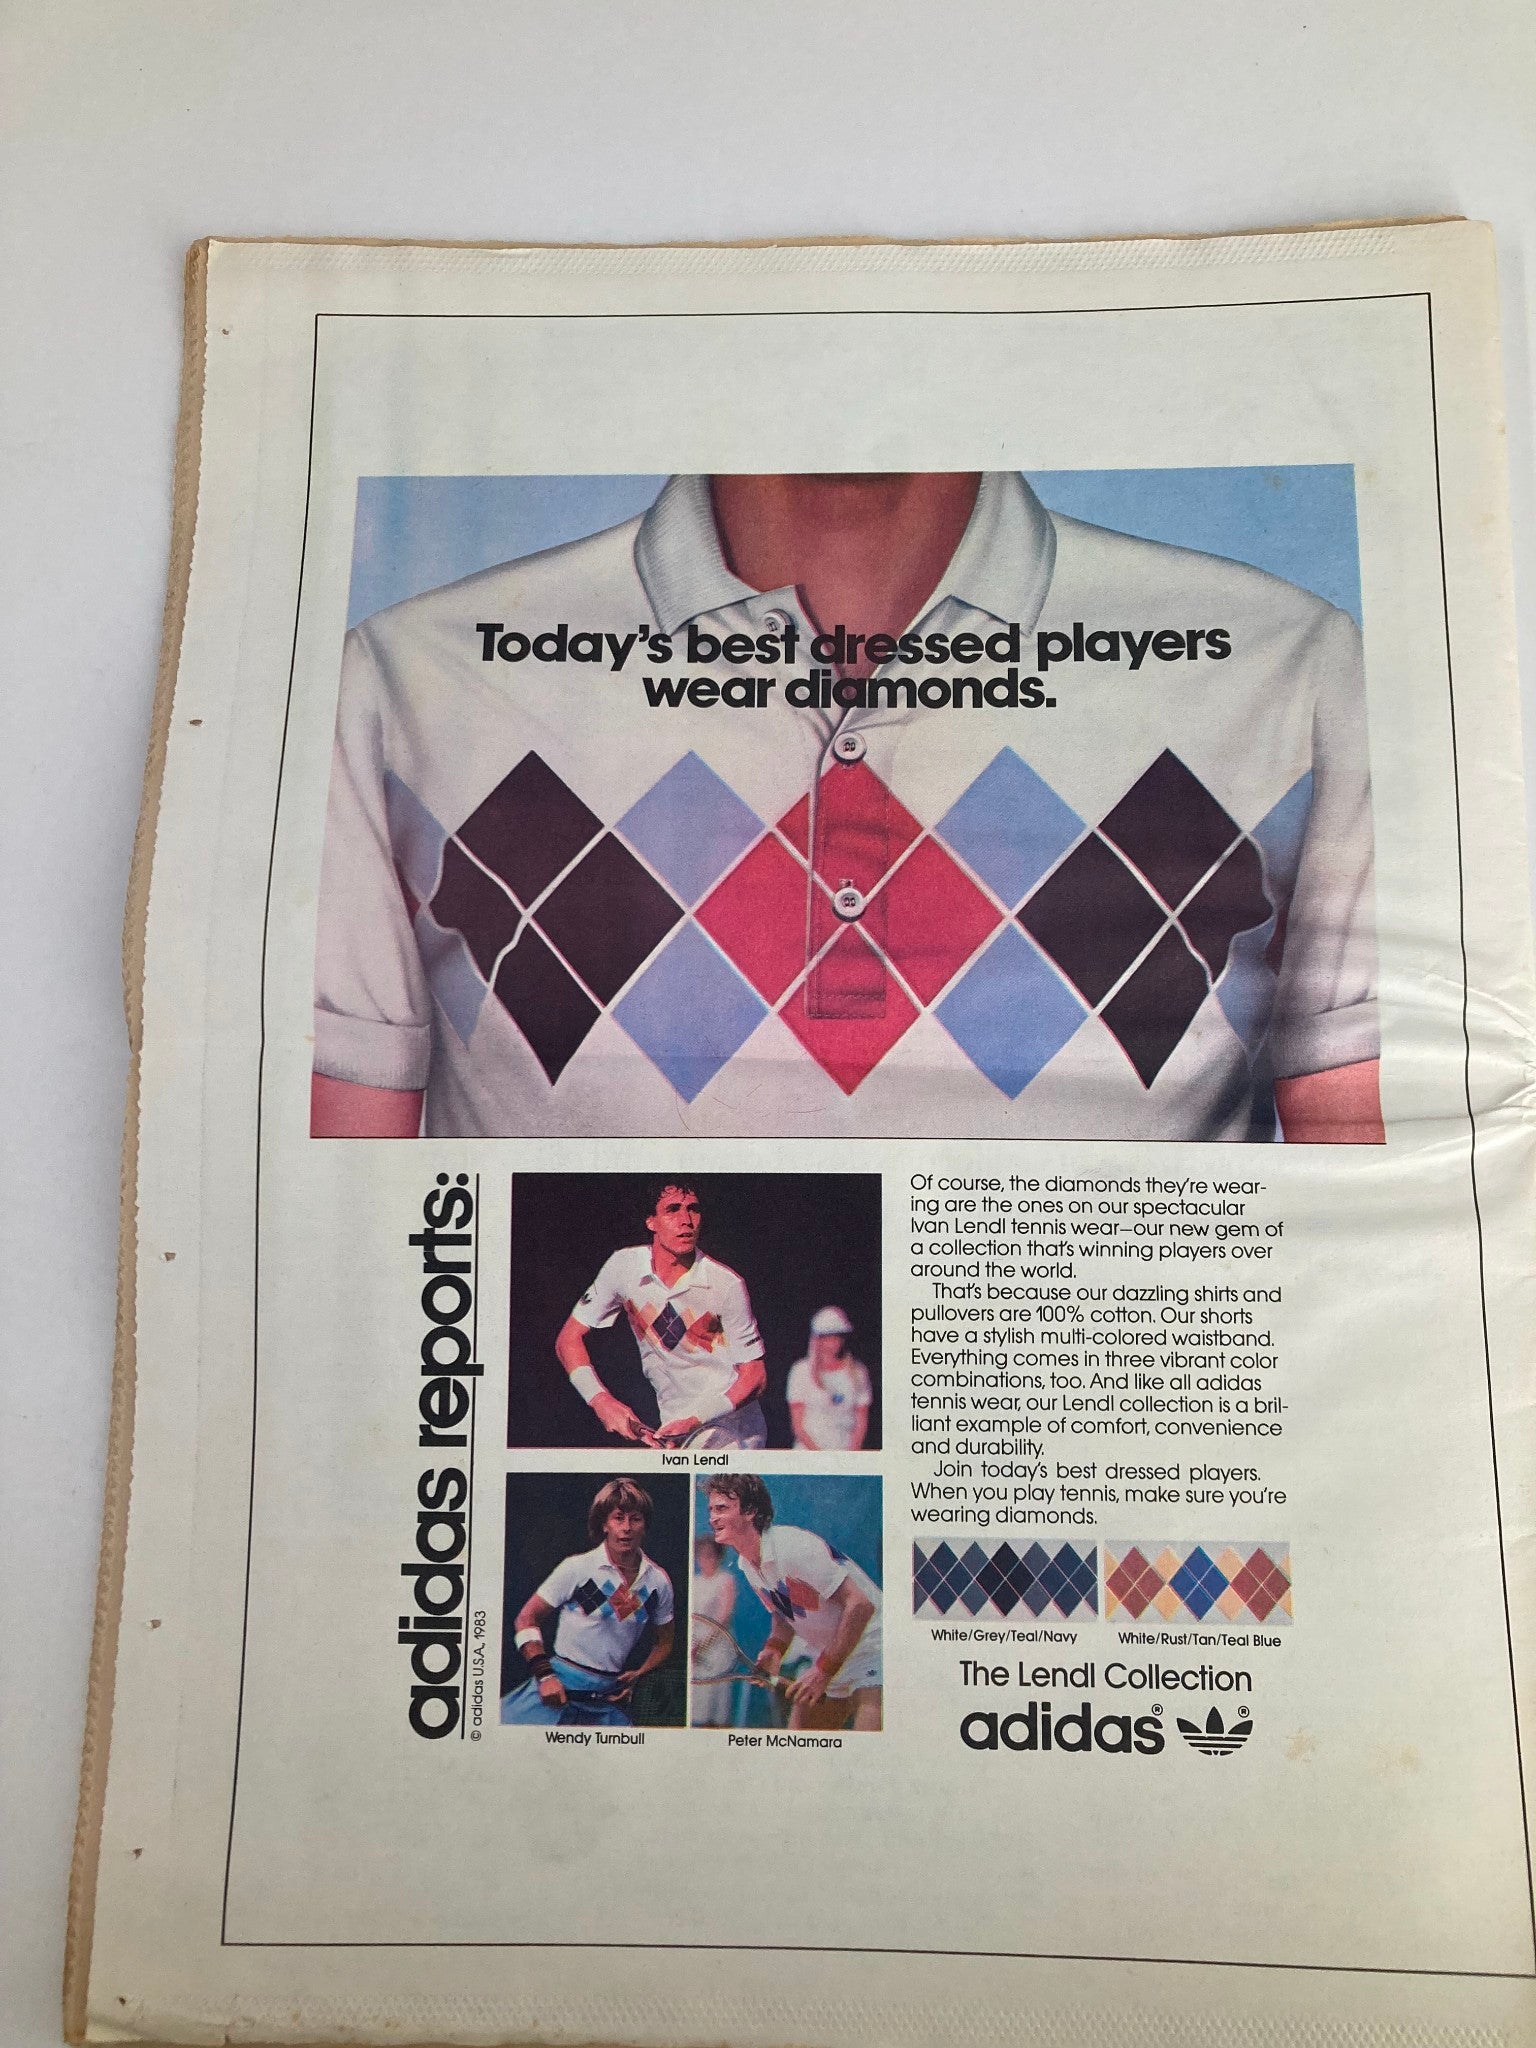 Today's best dressed players
wear diamonds.
adidas reports:
© adidas U.S.A. 1983
Ivan Lendl
Wendy Turnbull
Peter McNamara
Of course, the diamonds they're wear-
ing are the ones on our spectacular
Ivan Lendl tennis wear—our new gem of
a collection that's winning players over
around the world.
That's because our dazzling shirts and
pullovers are 100% cotton. Our shorts
have a stylish multi-colored waistband.
Everything comes in three vibrant color
combinations, too. And like all adidas
tennis wear, our Lendl collection is a bril-
liant example of comfort, convenience
and durability.
Join today's best dressed players.
When you play tennis, make sure you're
wearing diamonds.
White/Grey/Teal/Navy
White/Rust/Tan/Teal Blue
The Lendl Collection
adidas® ®